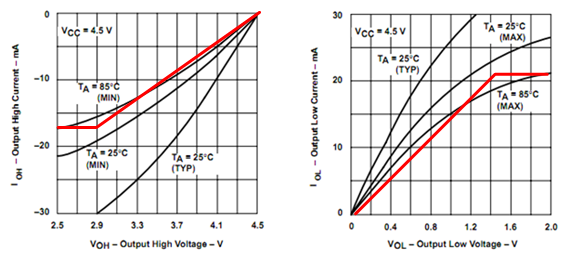 VCC = 4.5 V
0
−10
−20
−30
I OH – Output High Current – mA
TA = 85°C
(MIN)
TA = 25°C
(MIN)
TA = 25°C
(TYP)
2.5 2.9 3.3 3.7 4.1 4.5
VOH – Output High Voltage – V
VCC = 4.5 V
30
20
10
0
I OL – Output Low Current – mA
TA = 25°C
(MAX)
TA = 25°C
(TYP)
TA = 85°C
(MAX)
0 0.4 0.8 1.2 1.6 2.0
VOL – Output Low Voltage – V